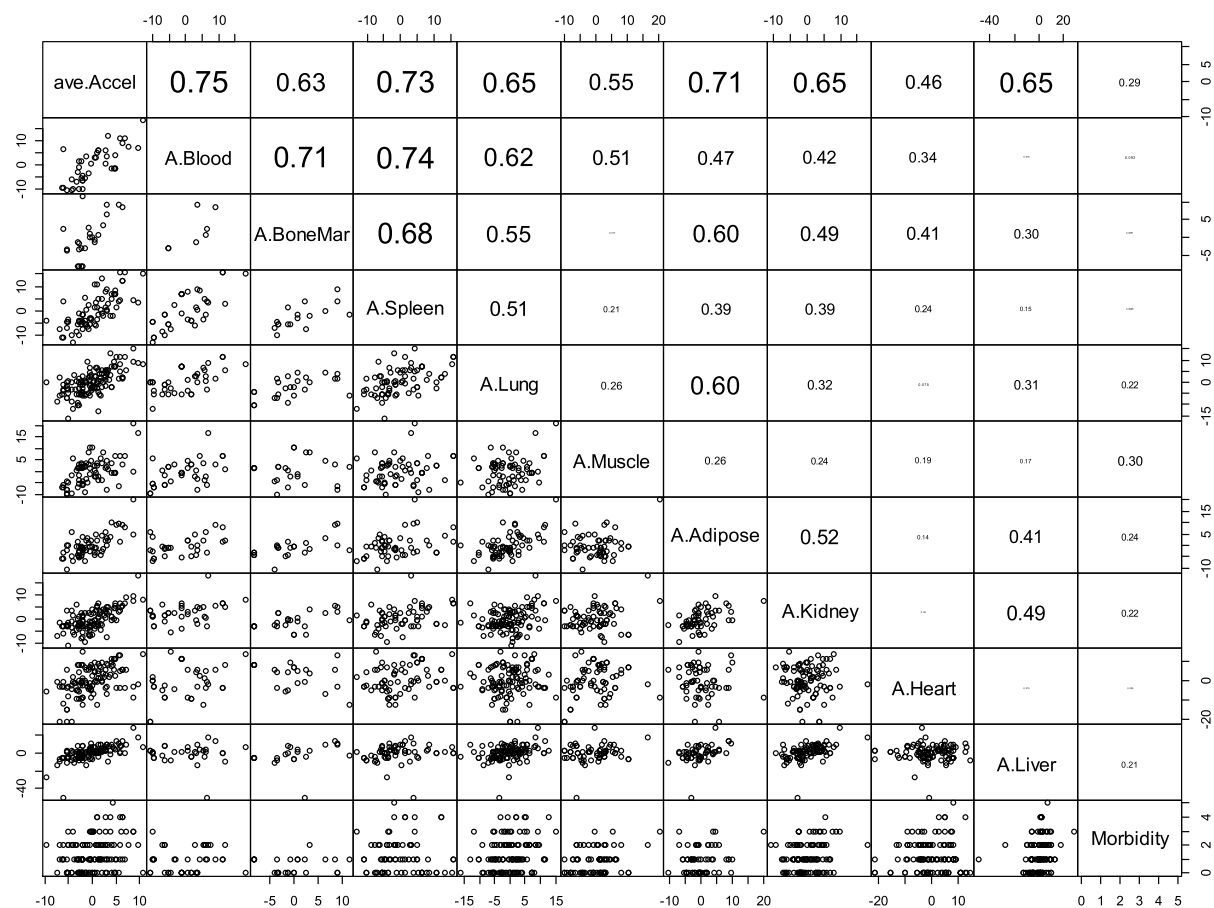 -10 0 10 -10 0 10 -10 0 10 20 -10 0 10 -40 0 20
ave.Accel 0.75 0.63 0.73 0.65 0.55 0.71 0.65 0.46 0.65 0.29 -10 0 5
-10 0 10 A.Blood 0.71 0.74 0.62 0.51 0.47 0.42 0.34
A.BoneMar 0.68 0.55 0.60 0.49 0.41 0.30 -5 5
-10 0 10 A.Spleen 0.51 0.21 0.39 0.39 0.24 0.15
A.Lung 0.26 0.60 0.32 0.31 0.22 -15 0 10
-10 5 15 A.Muscle 0.26 0.24 0.19 0.17 0.30
A.Adipose 0.52 0.14 0.41 0.24 -10 5 15
-10 0 10 A.Kidney 0.49 0.22
A.Heart -20 0
-40 0 A.Liver 0.21
Morbidity 0 2 4
-10 -5 0 5 10 -5 0 5 10 -15 -5 5 15 -10 0 10 20 -20 0 10 0 1 2 3 4 5